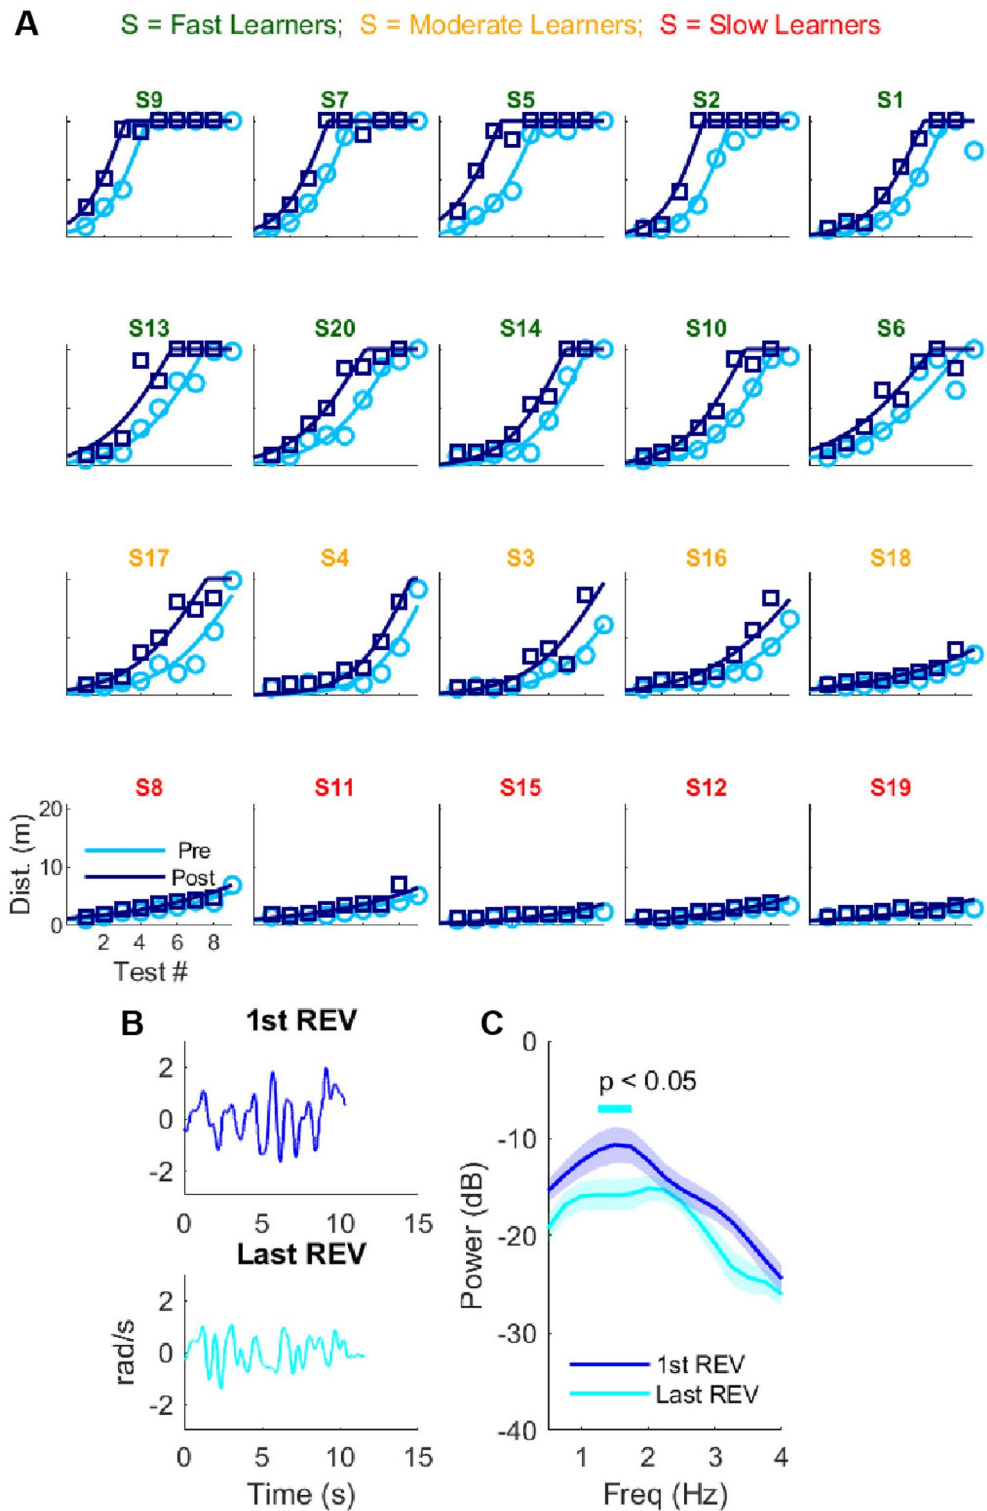 A S = Fast Learners; S = Moderate Learners; S = Slow Learners
S9 S7 S5 S2 S1
S13 S20 S14 S10 S6
S17 S4 S3 S16 S18
S8 S11 S15 S12 S19
20
10
0
Dist. (m)
Pre
Post
2 4 6 8
Test #
B 1st REV
2
0
-2
0 5 10 15
Last REV
2
0
-2
rad/s
0 5 10 15
Time (s)
C
0
-10
-20
-30
-40
Power (dB)
p < 0.05
1st REV
Last REV
1 2 3 4
Freq (Hz)